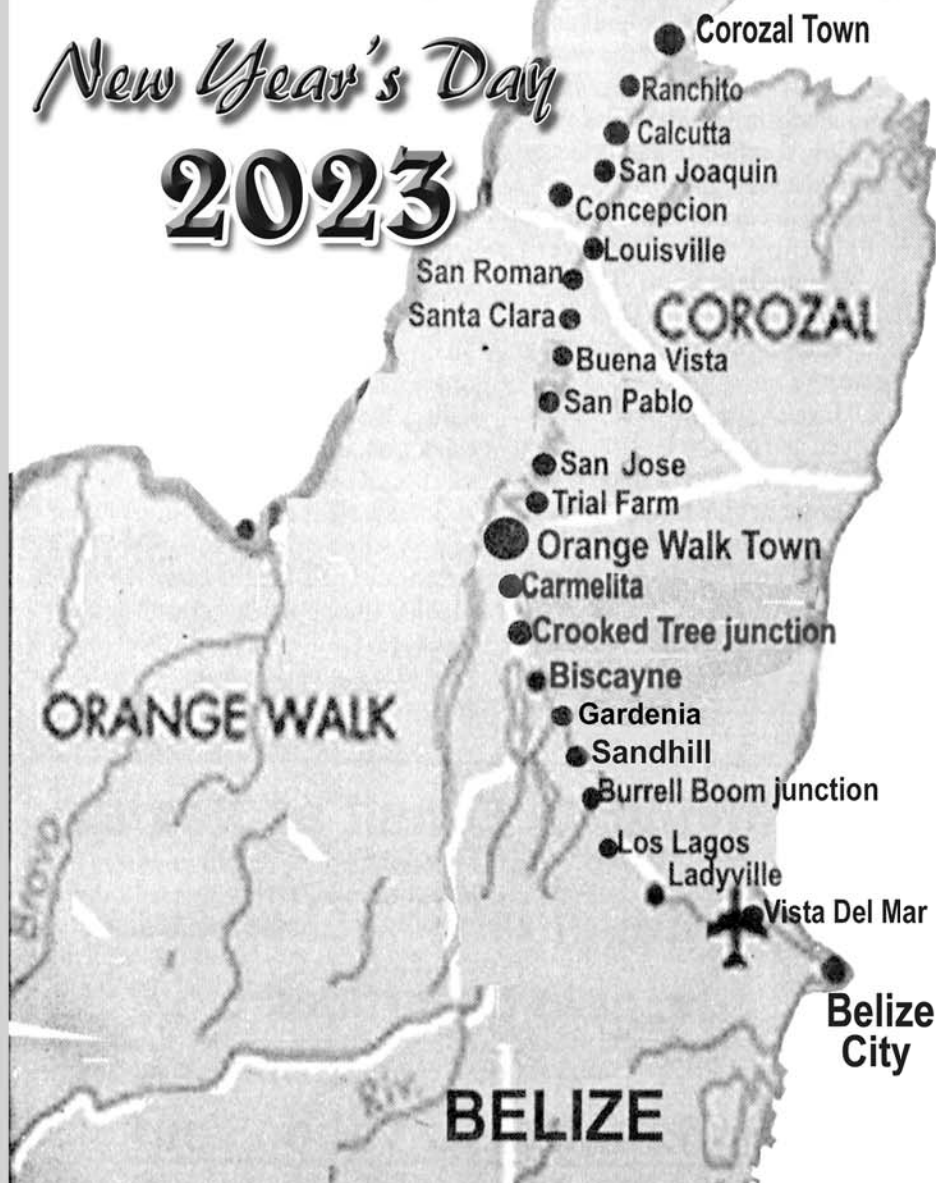 New Year's Day
2023
Corozal Town
Ranchito
Calcutta
San Joaquin
Concepcion
Louisville
San Roman
Santa Clara
COROZAL
Buena Vista
San Pablo
San Jose
Trial Farm
Orange Walk Town
Carmelita
Crooked Tree junction
Biscayne
ORANGE WALK
Gardenia
Sandhill
Burrell Boom junction
Bravo
Los Lagos
Ladyville
Vista Del Mar
Belize
City
Riv.
BELIZE